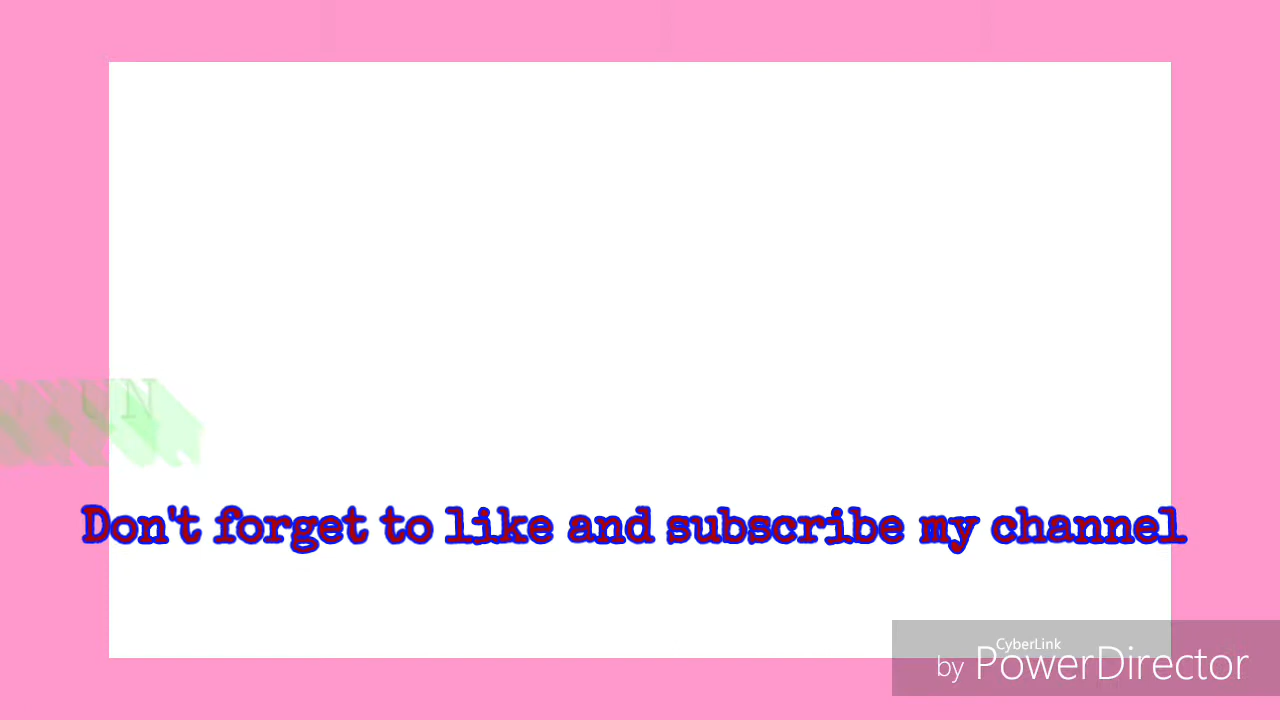 Don't forget to like and subscribe my channel
CyberLink
by PowerDirector